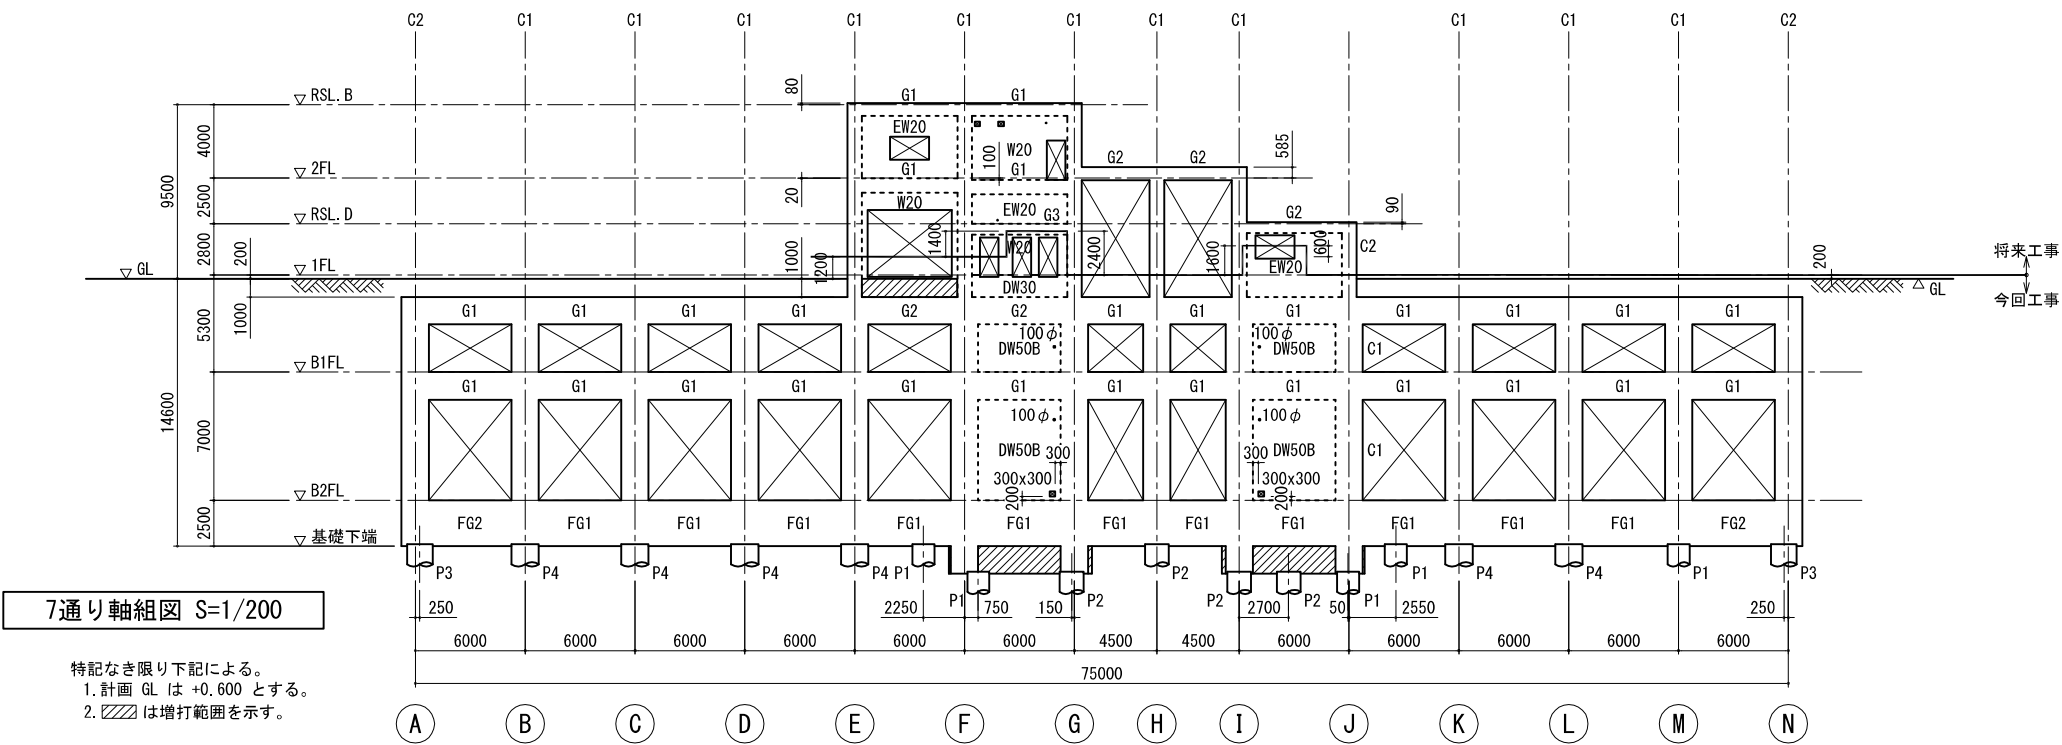 C2 C1 C1 C1 C1 C1 C1 C1 C1 C1 C1 C1 C2
RSL.B
80
G1 G1
4000
EW20
W20
100
G2 G2
585
2FL
G1 G1
9500
2500
20
W20
EW20
G3
RSL.D
G2
90
2800
200
1000
1200
1400
W20
2400
1600
600
C2
EW20
将来工事
GL
1FL
DW30
200
GL
今回工事
1000
5300
G1 G1 G1 G1 G2 G2 G1 G1 G1 G1 G1 G1 G1
100φ 100φ
DW50B DW50B
C1
B1FL
G1 G1 G1 G1 G1 G1 G1 G1 G1 G1 G1 G1 G1
14600
7000
100φ 100φ
DW50B 300 300 DW50B
C1
300x300 300x300
B2FL
200 200
2500
FG2 FG1 FG1 FG1 FG1 FG1 FG1 FG1 FG1 FG1 FG1 FG1 FG2
基礎下端
P3 P4 P4 P4 P4 P1 P2 P1 P4 P4 P1 P3
P1 P2 P2 P2 P1
250 2250 750 150 2700 50 2550 250
7通り軸組図 S=1/200
6000 6000 6000 6000 6000 6000 4500 4500 6000 6000 6000 6000 6000
75000
特記なき限り下記による。
1.計画 GL は +0.600 とする。
2. は増打範囲を示す。
A B C D E F G H I J K L M N